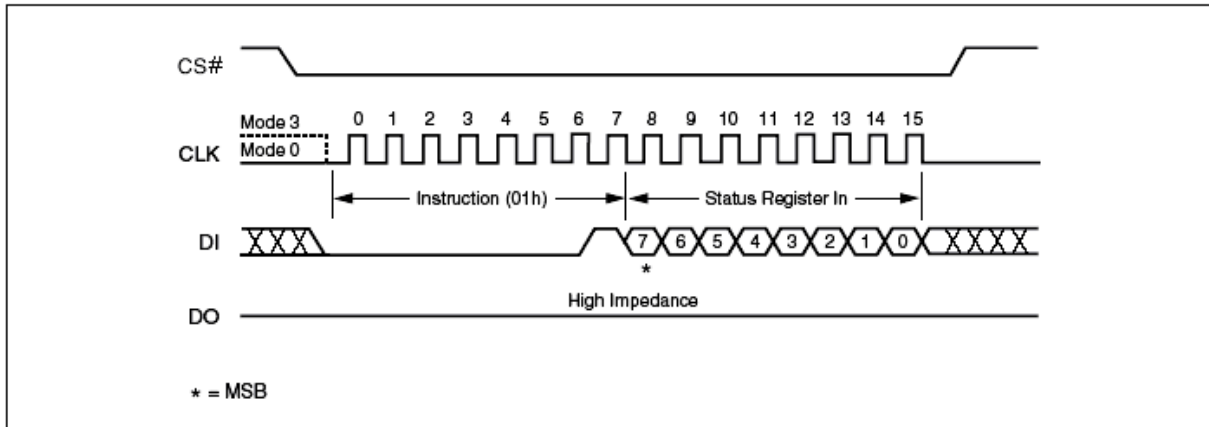 CS#
Mode 3
0 1 2 3 4 5 6 7 8 9 10 11 12 13 14 15
CLK
Mode 0
Instruction (01h)
Status Register In
DI
7 6 5 4 3 2 1 0
*
High Impedance
DO
* = MSB